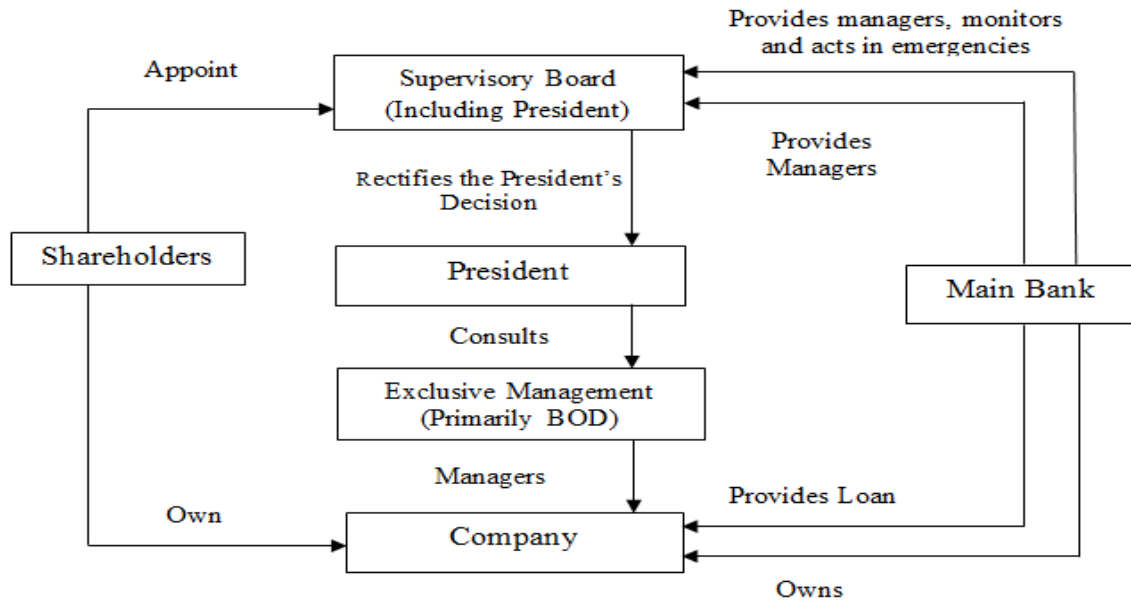 Provides managers, monitors
and acts in emergencies
Appoint
Supervisory Board
(Including President)
Provides
Managers
Rectifies the President’s
Decision
Shareholders
President
Main Bank
Consults
Exclusive Management
(Primarily BOD)
Managers
Provides Loan
Own
Company
Owns